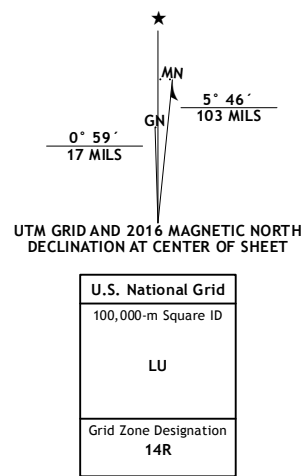 ★
MN
GN
5° 46´
103 MILS
0° 59´
17 MILS
UTM GRID AND 2016 MAGNETIC NORTH
DECLINATION AT CENTER OF SHEET
U.S. National Grid
100,000-m Square ID
LU
Grid Zone Designation
14R